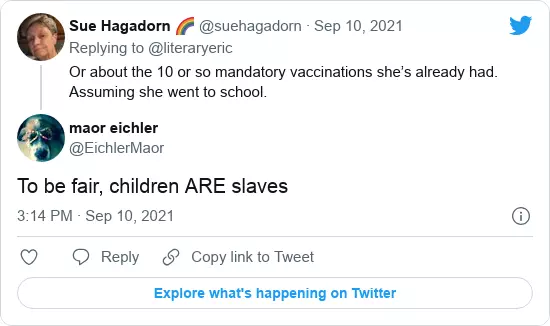 Sue Hagadorn 🌈 @suehagadorn · Sep 10, 2021
Replying to @literaryeric
Or about the 10 or so mandatory vaccinations she’s already had.
Assuming she went to school.
maor eichler
@EichlerMaor
To be fair, children ARE slaves
3:14 PM · Sep 10, 2021
Reply
Copy link to Tweet
Explore what's happening on Twitter